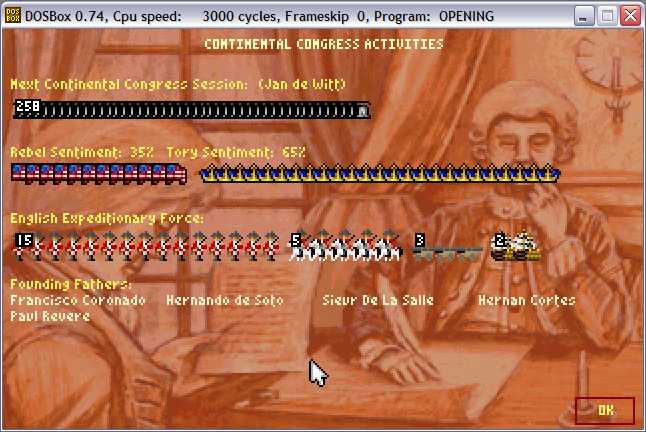 DOSBox 0.74, Cpu speed: 3000 cycles, Frameskip 0, Program: OPENING
CONTINENTAL CONGRESS ACTIVITIES
Next Continental Congress Session: (Jan de Witt)
258
Rebel Sentiment: 35% Tory Sentiment: 65%
English Expeditionary Force:
15 5 3 2
Founding Fathers:
Francisco Coronado Hernando de Soto Sieur De La Salle Hernan Cortes
Paul Revere
OK